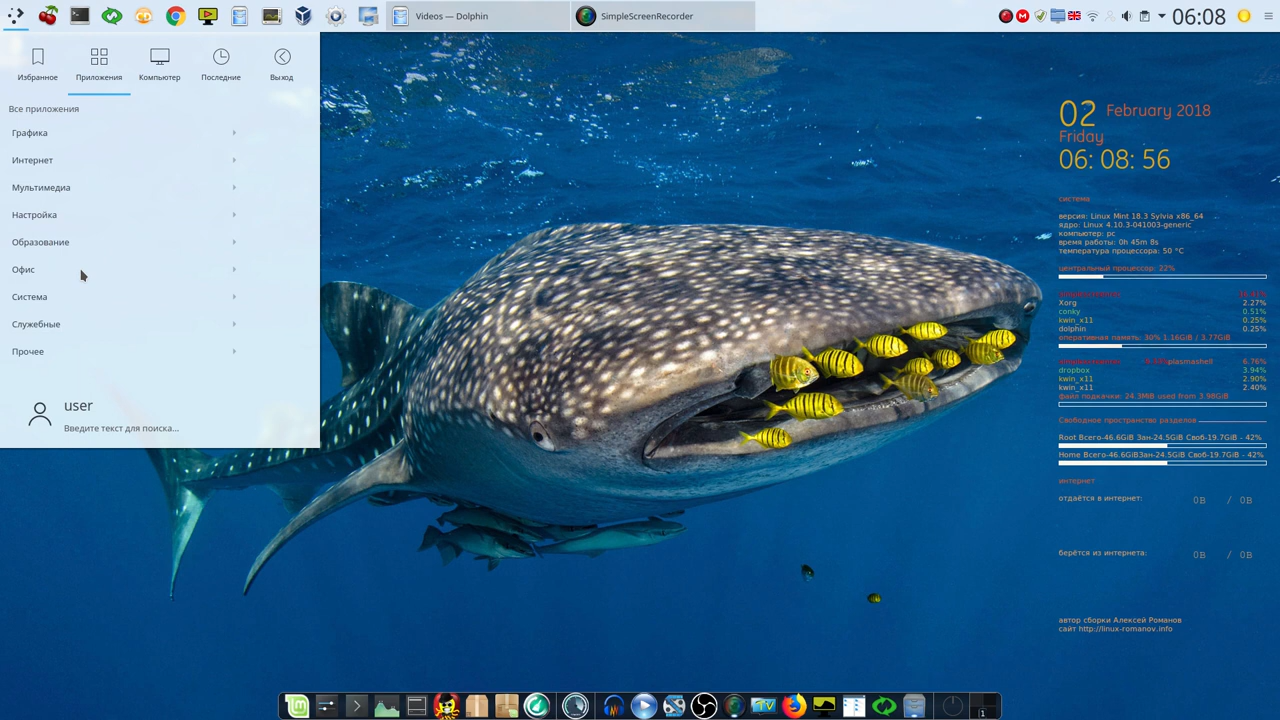 Videos — Dolphin
SimpleScreenRecorder
06:08
Избранное
Приложения
Компьютер
Последние
Выход
Все приложения
Графика
Интернет
Мультимедиа
Настройка
Образование
Офис
Система
Служебные
Прочее
user
Введите текст для поиска...
02 February 2018
Friday
06: 08: 56
система
версия: Linux Mint 18.3 Sylvia x86_64
ядро: Linux 4.10.3-041003-generic
компьютер: pc
время работы: 0h 45m 8s
температура процессора: 50 °C
центральный процессор: 22%
Xorg 2.27%
conky 0.51%
kwin_x11 0.25%
dolphin 0.25%
оперативная память: 30% 1.16GiB / 3.77GiB
plasmashell 6.76%
dropbox 3.94%
kwin_x11 2.90%
kwin_x11 2.40%
файл подкачки: 24.3MiB used from 3.98GiB
Свободное пространство разделов
Root Всего-46.6GiB Зан-24.5GiB Своб-19.7GiB - 42%
Home Всего-46.6GiBЗан-24.5GiB Своб-19.7GiB - 42%
интернет
отдаётся в интернет: 0B / 0B
берётся из интернета: 0B / 0B
автор сборки Алексей Романов
сайт http://linux-romanov.info
TV
1